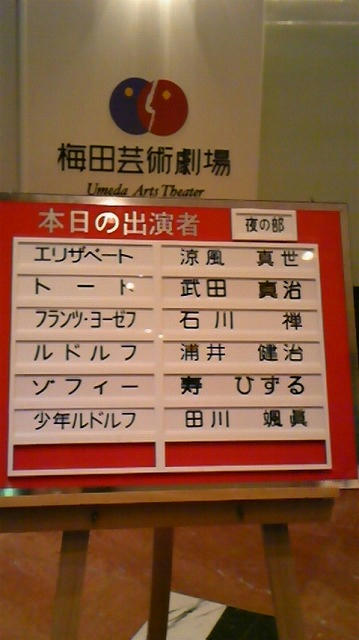 梅田芸術劇場
Umeda Arts Theater
本日の出演者 夜の部
エリザベート 涼風 真世
トート 武田 真治
フランツ・ヨーゼフ 石川 禅
ルドルフ 浦井 健治
ゾフィー 寿 ひずる
少年ルドルフ 田川 颯眞